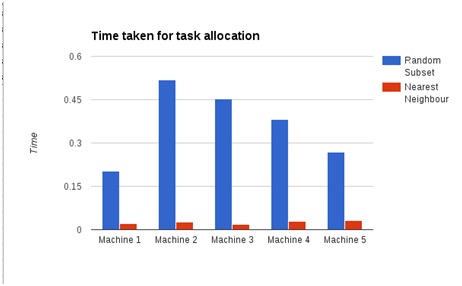 Time taken for task allocation
0.6
0.45
0.3
0.15
0
Time
Machine 1
Machine 2
Machine 3
Machine 4
Machine 5
Random
Subset
Nearest
Neighbour